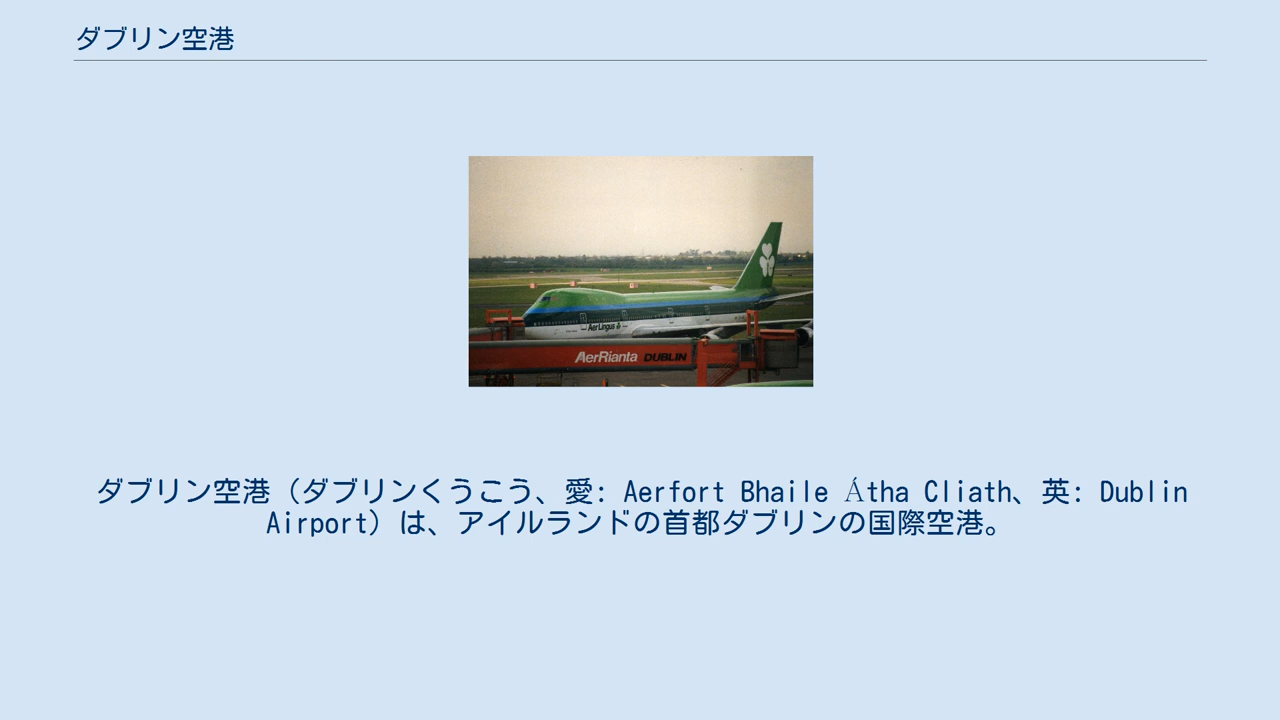 ダブリン空港
AerLingus
AerRianta DUBLIN
ダブリン空港（ダブリンくうこう、愛: Aerfort Bhaile Átha Cliath、英: Dublin
Airport）は、アイルランドの首都ダブリンの国際空港。